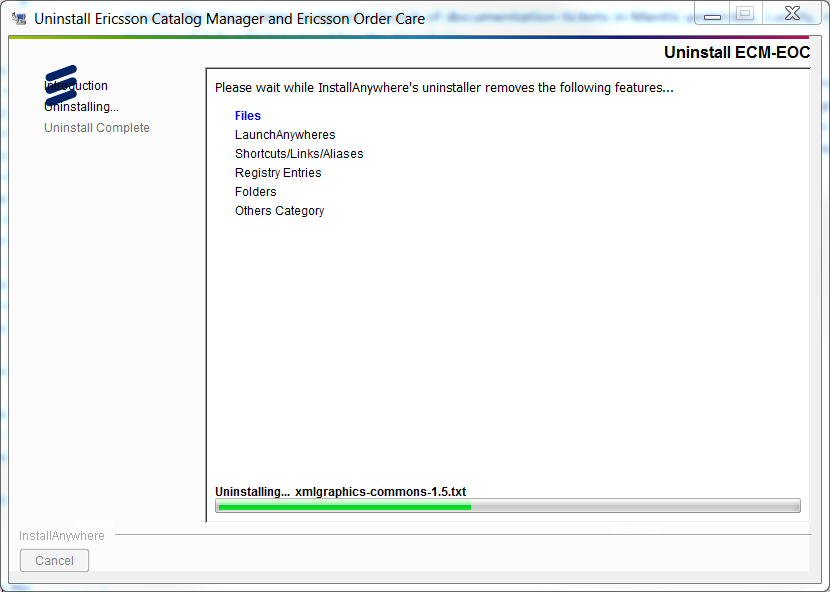 Uninstall Ericsson Catalog Manager and Ericsson Order Care
Uninstall ECM-EOC
Introduction
Uninstalling...
Uninstall Complete
Please wait while InstallAnywhere's uninstaller removes the following features...
Files
LaunchAnywheres
Shortcuts/Links/Aliases
Registry Entries
Folders
Others Category
Uninstalling... xmlgraphics-commons-1.5.txt
InstallAnywhere
Cancel